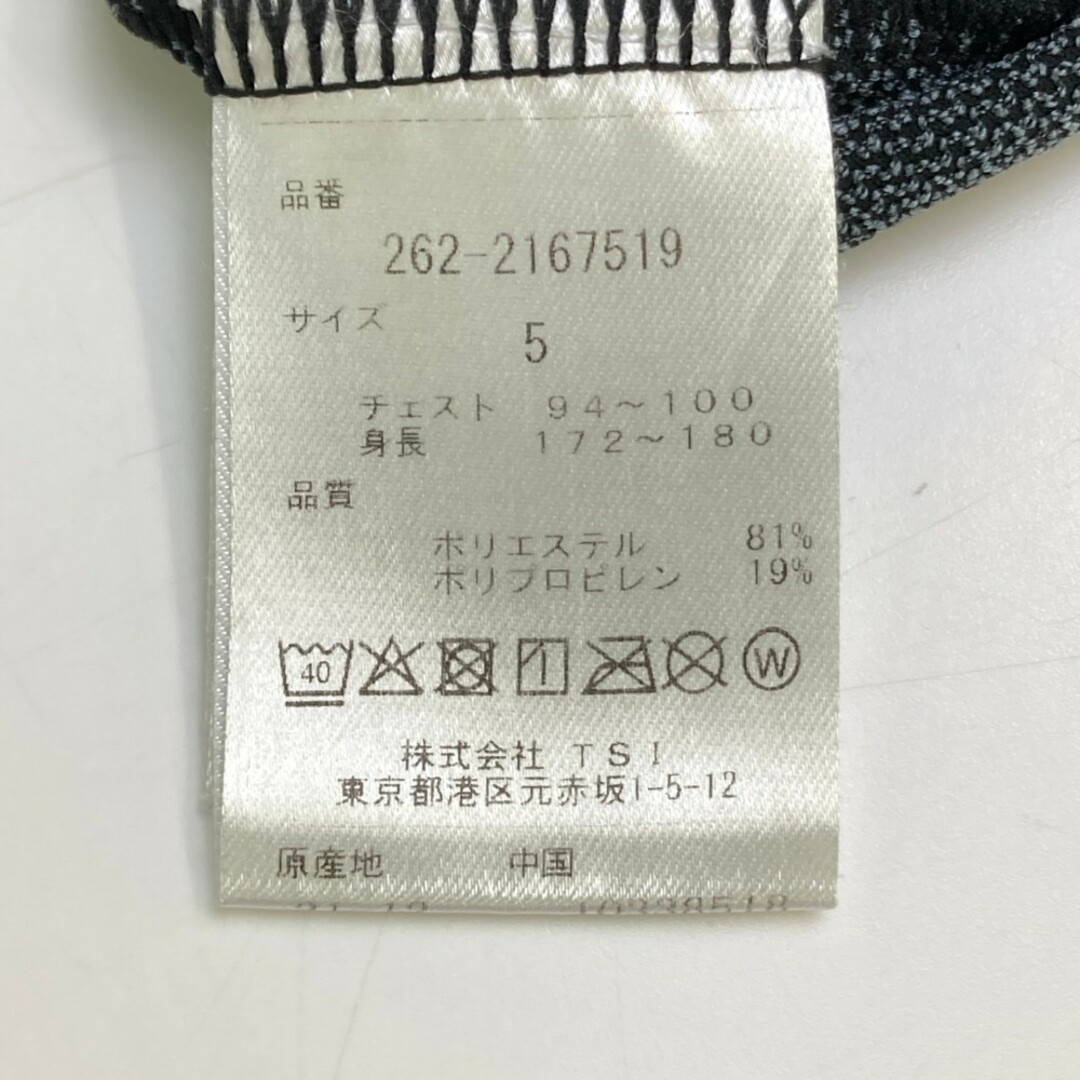 品番
262-2167519
サイズ
5
チェスト 94～100
身長 172～180
品質
ポリエステル 81%
ポリプロピレン 19%
40 W
株式会社 TSI
東京都港区元赤坂1-5-12
原産地 中国